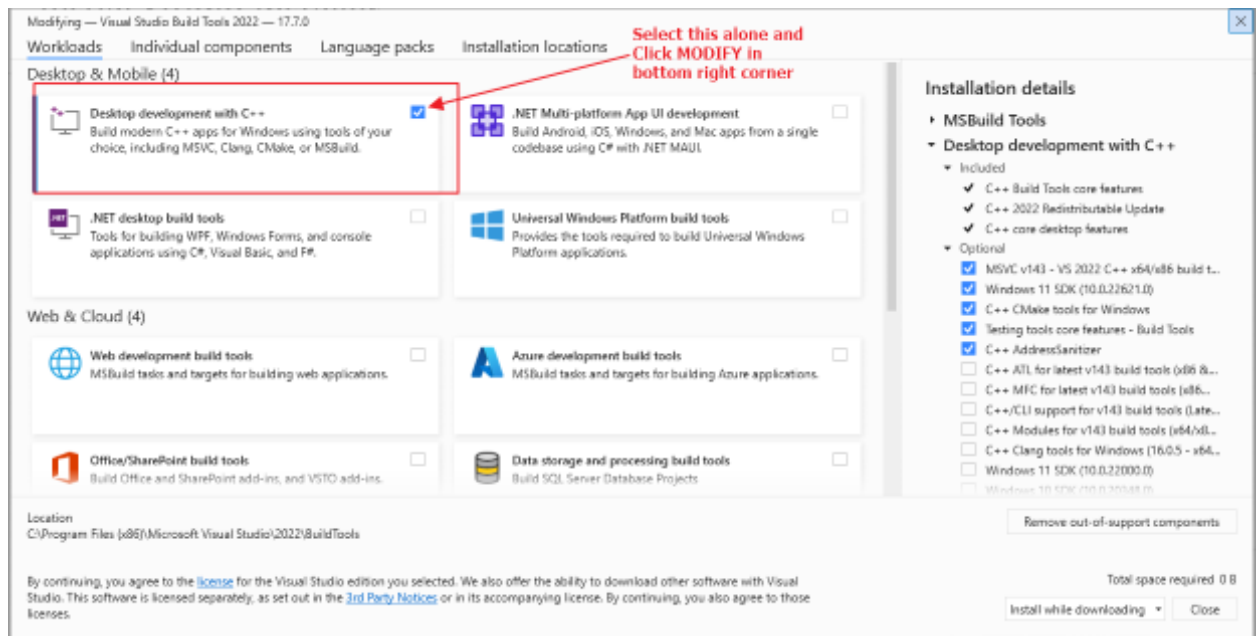 Modifying — Visual Studio Build Tools 2022 — 17.7.0
Workloads Individual components Language packs Installation locations
Select this alone and
Click MODIFY in
bottom right corner
Desktop & Mobile (4)
Desktop development with C++
Build modern C++ apps for Windows using tools of your
choice, including MSVC, Clang, CMake, or MSBuild.
.NET Multi-platform App UI development
Build Android, iOS, Windows, and Mac apps from a single
codebase using C# with .NET MAUI.
.NET desktop build tools
Tools for building WPF, Windows Forms, and console
applications using C#, Visual Basic, and F#.
Universal Windows Platform build tools
Provides the tools required to build Universal Windows
Platform applications.
Web & Cloud (4)
Web development build tools
MSBuild tasks and targets for building web applications.
Azure development build tools
MSBuild tasks and targets for building Azure applications.
Office/SharePoint build tools
Build Office and SharePoint add-ins, and VSTO add-ins.
Data storage and processing build tools
Build SQL Server Database Projects
Installation details
MSBuild Tools
Desktop development with C++
Included
C++ Build Tools core features
C++ 2022 Redistributable Update
C++ core desktop features
Optional
MSVC v143 - VS 2022 C++ x64/x86 build t...
Windows 11 SDK (10.0.22621.0)
C++ CMake tools for Windows
Testing tools core features - Build Tools
C++ AddressSanitizer
C++ ATL for latest v143 build tools (x86 &...
C++ MFC for latest v143 build tools (x86...
C++/CLI support for v143 build tools (Late...
C++ Modules for v143 build tools (x64/x8...
C++ Clang tools for Windows (16.0.5 - x64...
Windows 11 SDK (10.0.22000.0)
Windows 10 SDK (10.0.20348.0)
Location
C:\Program Files (x86)\Microsoft Visual Studio\2022\BuildTools
Remove out-of-support components
By continuing, you agree to the license for the Visual Studio edition you selected. We also offer the ability to download other software with Visual
Studio. This software is licensed separately, as set out in the 3rd Party Notices or in its accompanying license. By continuing, you also agree to those
licenses.
Total space required 0 B
Install while downloading Close